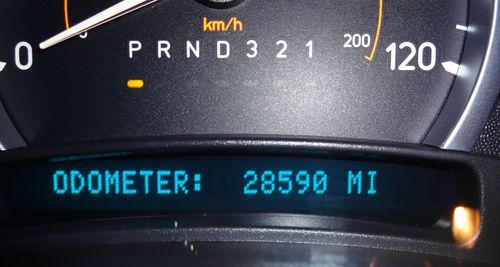 km/h
P R N D 3 2 1 200
0 120
ODOMETER: 28590 MI